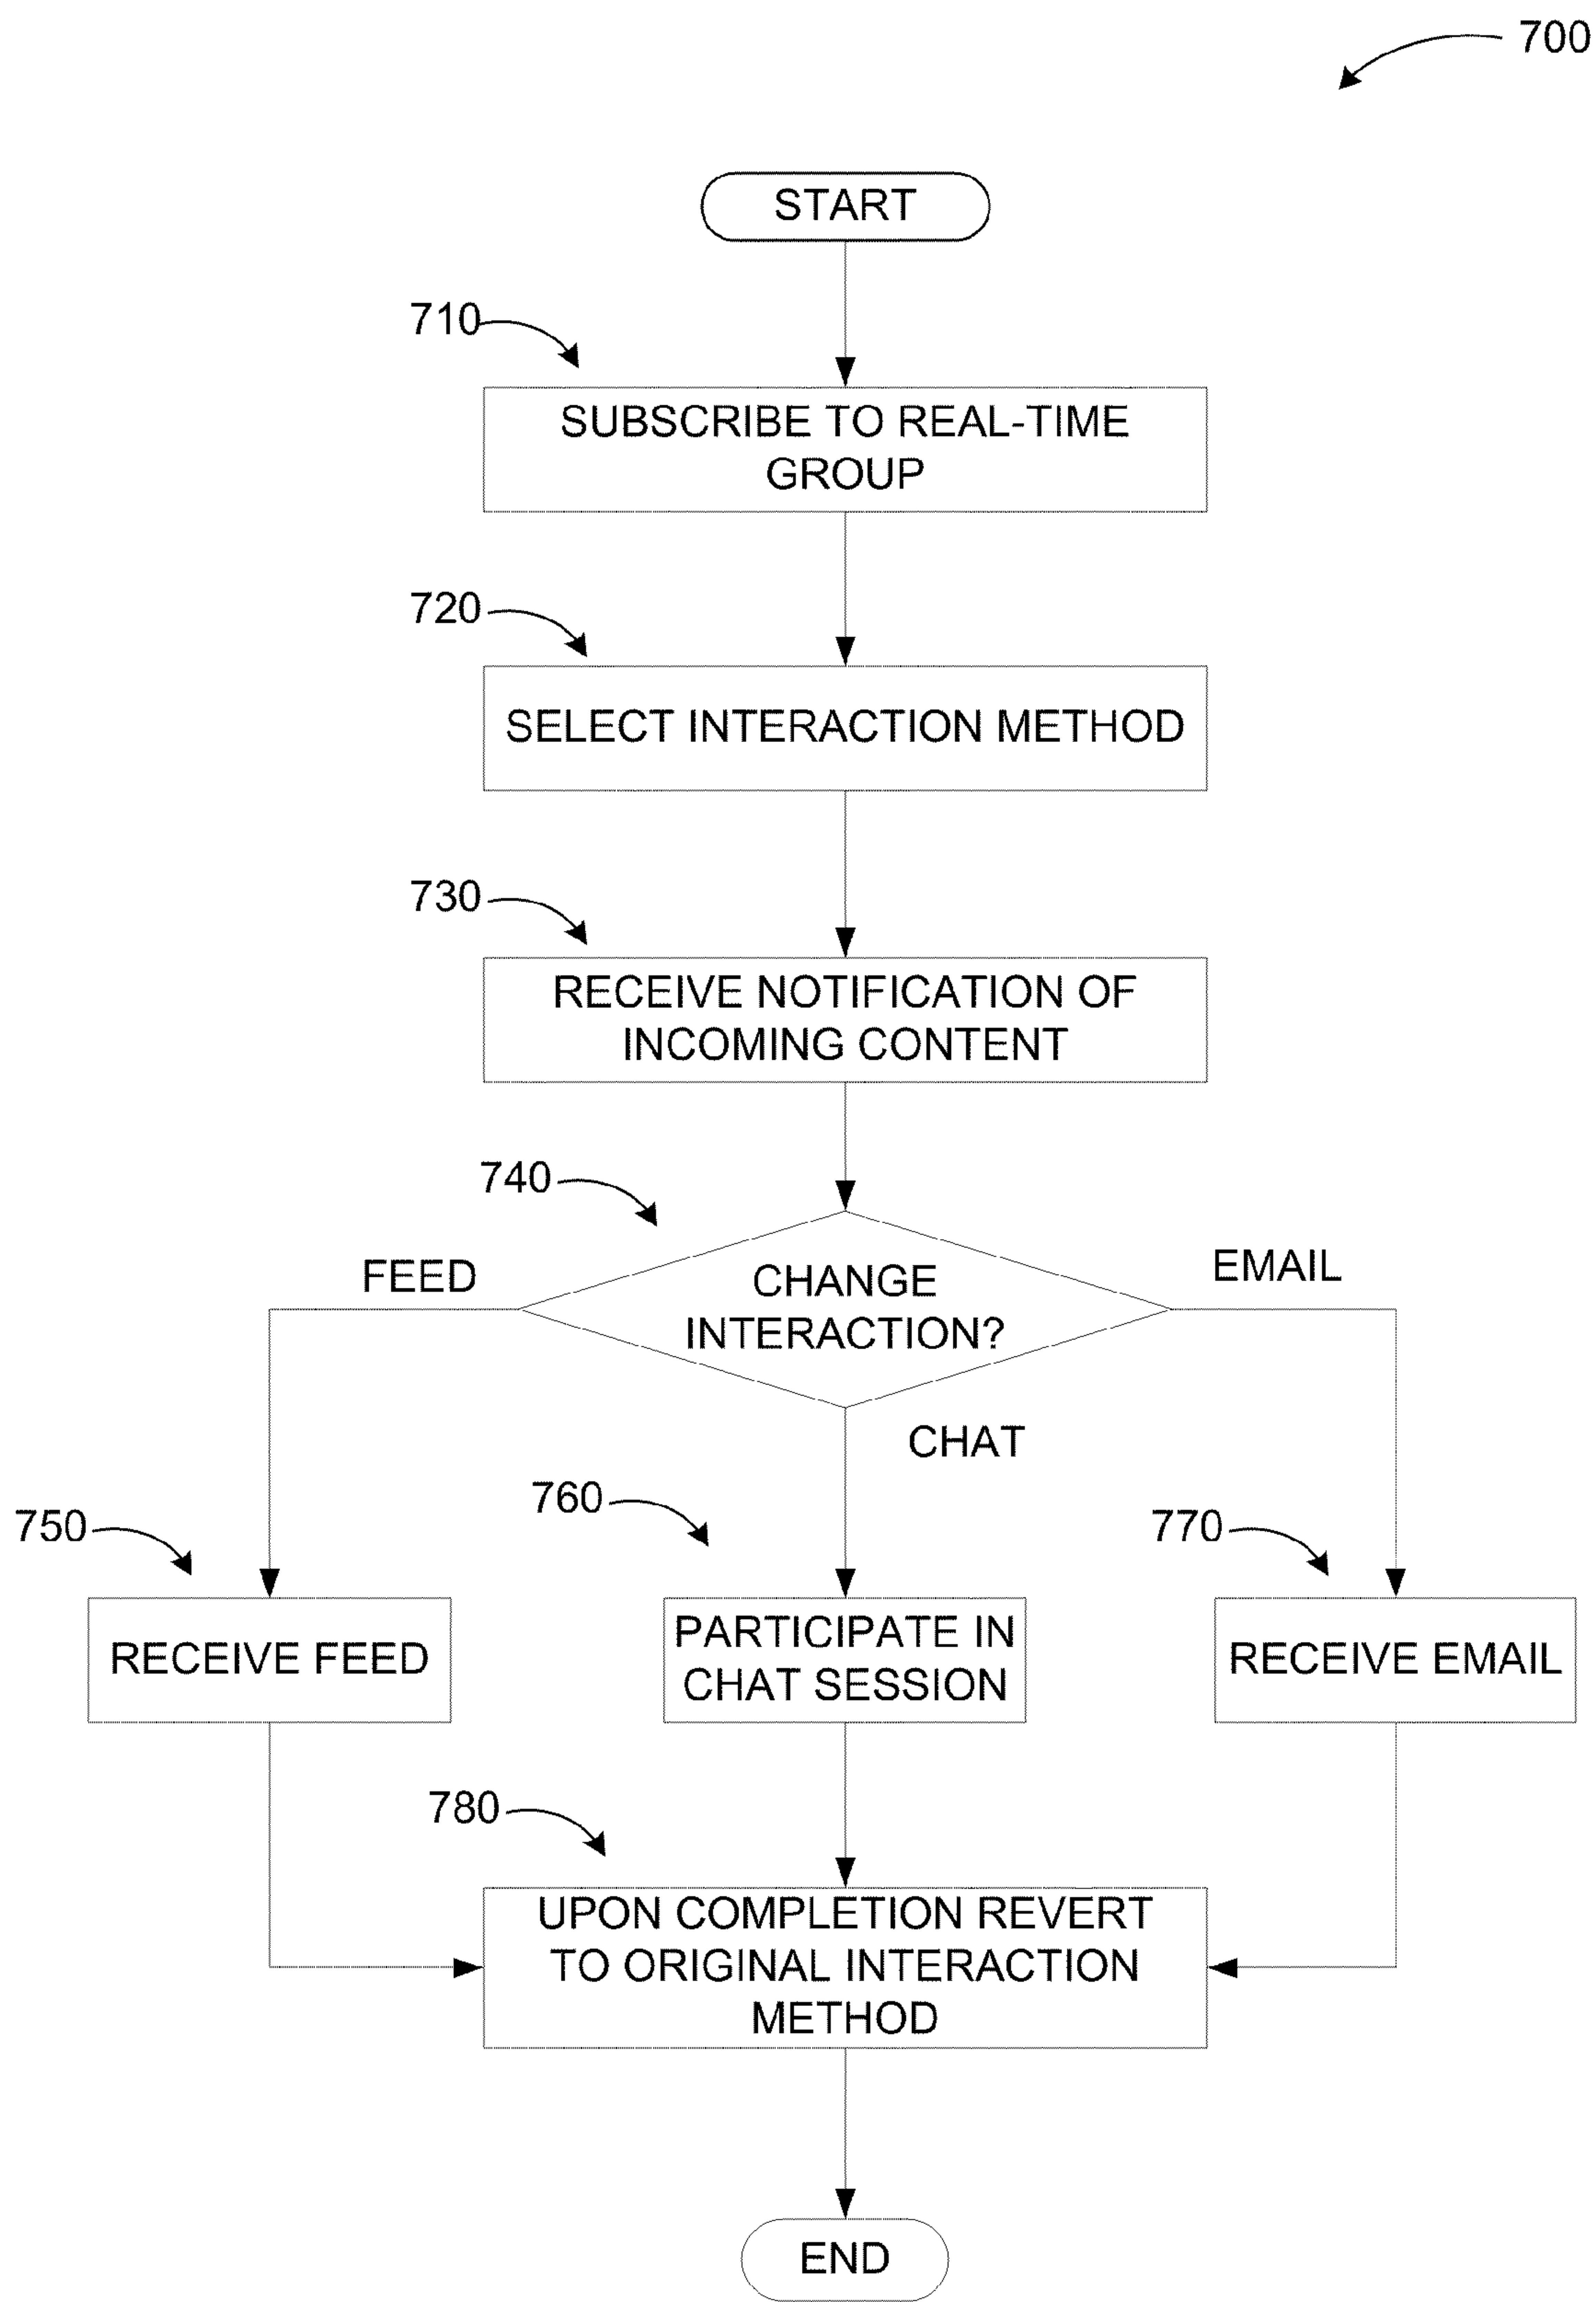 700
START
710
SUBSCRIBE TO REAL-TIME
GROUP
720
SELECT INTERACTION METHOD
730
RECEIVE NOTIFICATION OF
INCOMING CONTENT
740
FEED
CHANGE
INTERACTION?
EMAIL
CHAT
750
760
770
RECEIVE FEED
PARTICIPATE IN
CHAT SESSION
RECEIVE EMAIL
780
UPON COMPLETION REVERT
TO ORIGINAL INTERACTION
METHOD
END